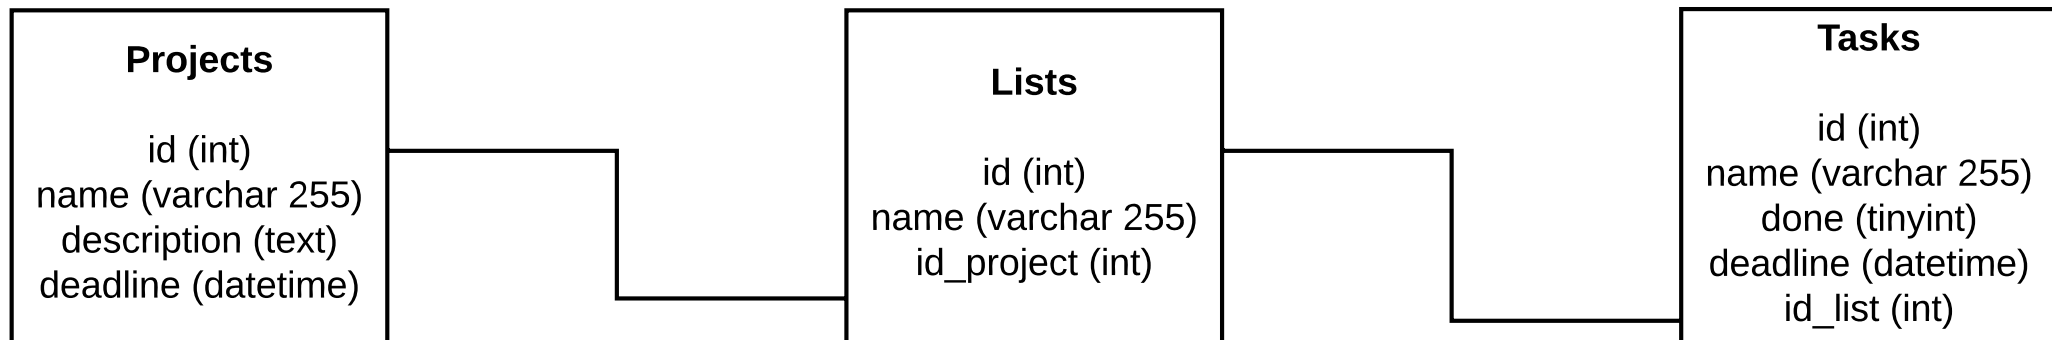 Projects
id (int)
name (varchar 255)
description (text)
deadline (datetime)
Lists
id (int)
name (varchar 255)
id_project (int)
Tasks
id (int)
name (varchar 255)
done (tinyint)
deadline (datetime)
id_list (int)